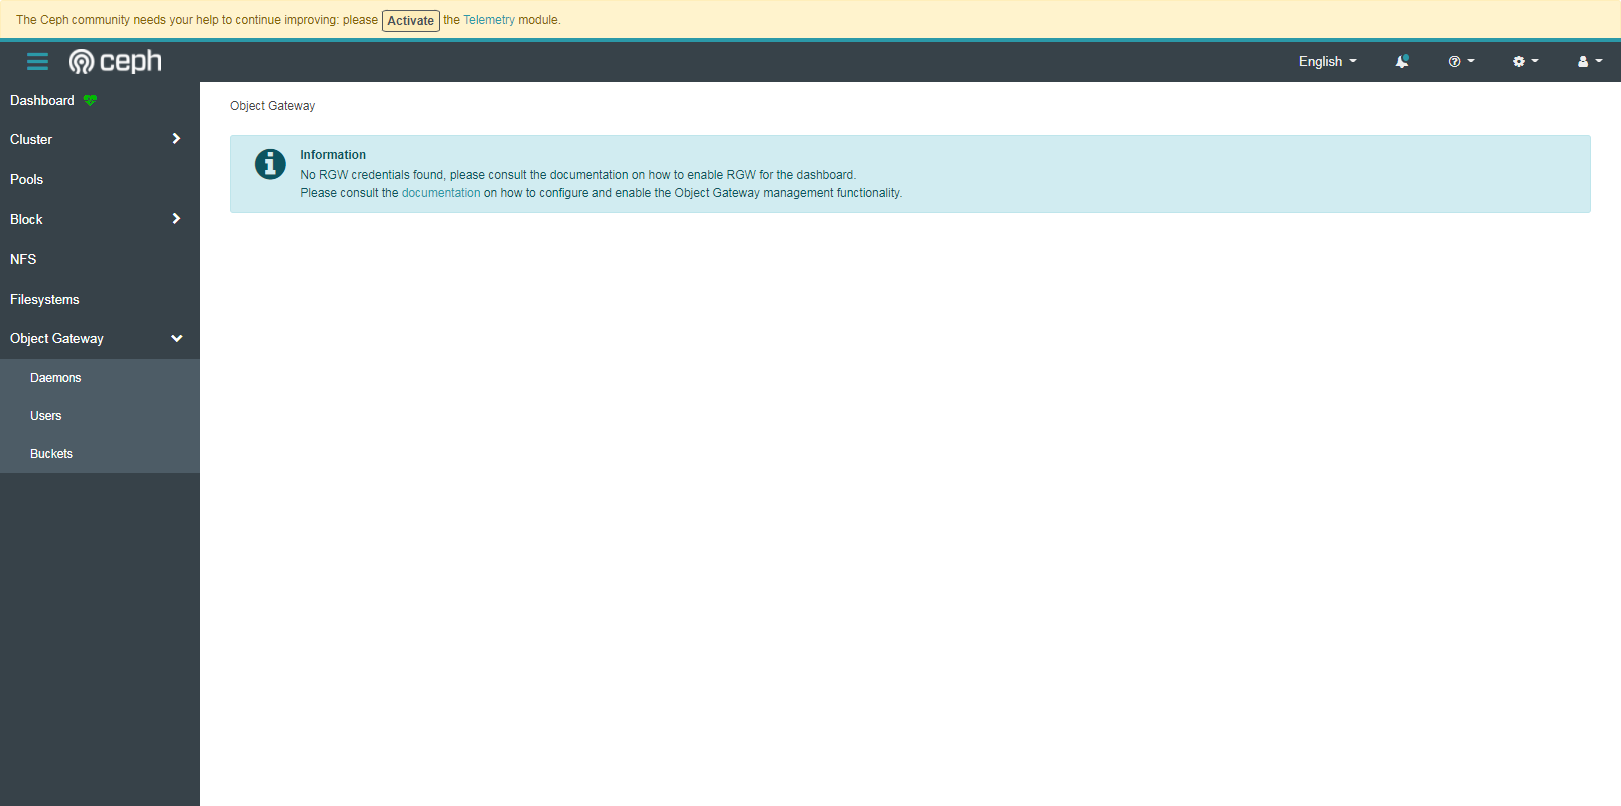 The Ceph community needs your help to continue improving: please Activate the Telemetry module.
ceph
English
Dashboard
Cluster
Pools
Block
NFS
Filesystems
Object Gateway
Daemons
Users
Buckets
Object Gateway
Information
No RGW credentials found, please consult the documentation on how to enable RGW for the dashboard.
Please consult the documentation on how to configure and enable the Object Gateway management functionality.